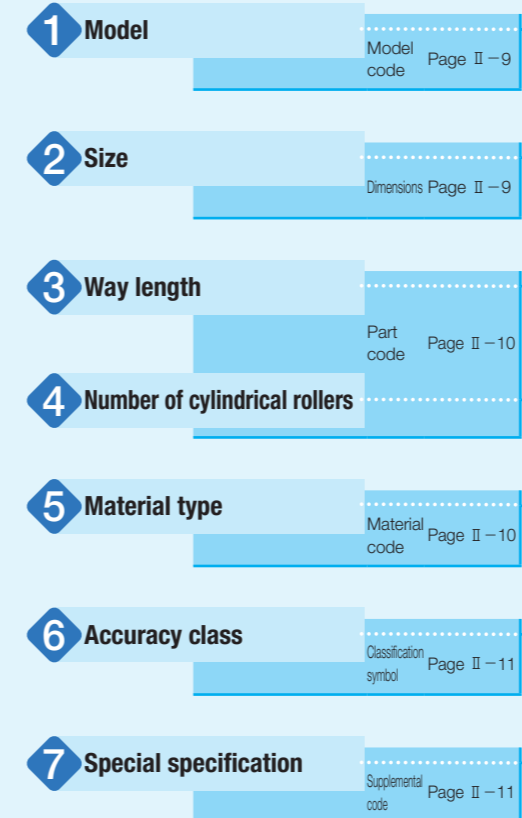 1 Model
Model
code
Page Ⅱ－9
2 Size
Dimensions Page Ⅱ－9
3 Way length
Part
code
Page Ⅱ－10
4 Number of cylindrical rollers
5 Material type
Material
code
Page Ⅱ－10
6 Accuracy class
Classification
symbol
Page Ⅱ－11
7 Special specification
Supplemental
code
Page Ⅱ－11